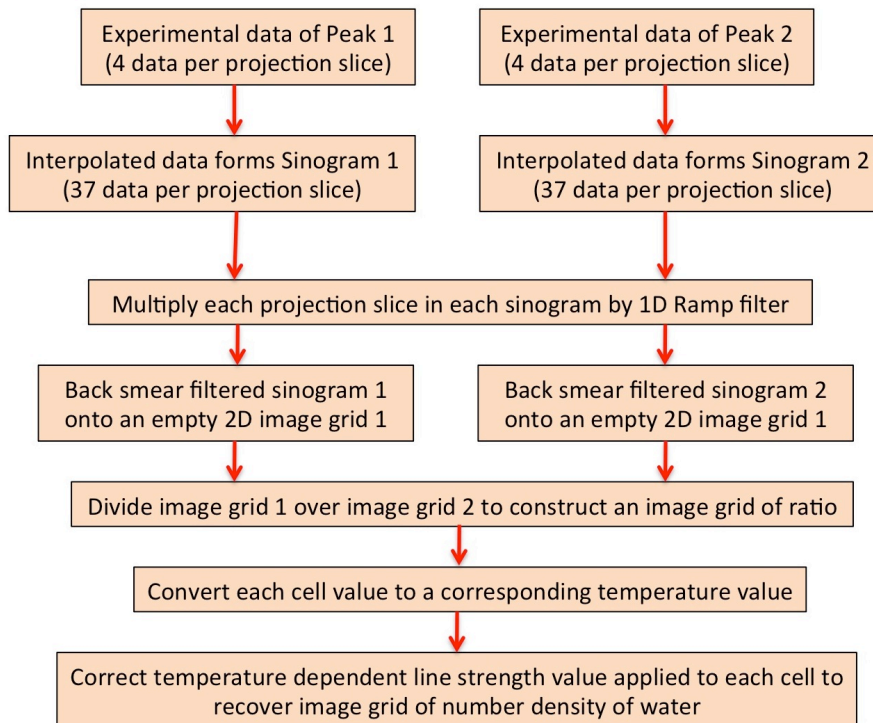 Experimental data of Peak 1
(4 data per projection slice)
Experimental data of Peak 2
(4 data per projection slice)
Interpolated data forms Sinogram 1
(37 data per projection slice)
Interpolated data forms Sinogram 2
(37 data per projection slice)
Multiply each projection slice in each sinogram by 1D Ramp filter
Back smear filtered sinogram 1
onto an empty 2D image grid 1
Back smear filtered sinogram 2
onto an empty 2D image grid 1
Divide image grid 1 over image grid 2 to construct an image grid of ratio
Convert each cell value to a corresponding temperature value
Correct temperature dependent line strength value applied to each cell to
recover image grid of number density of water